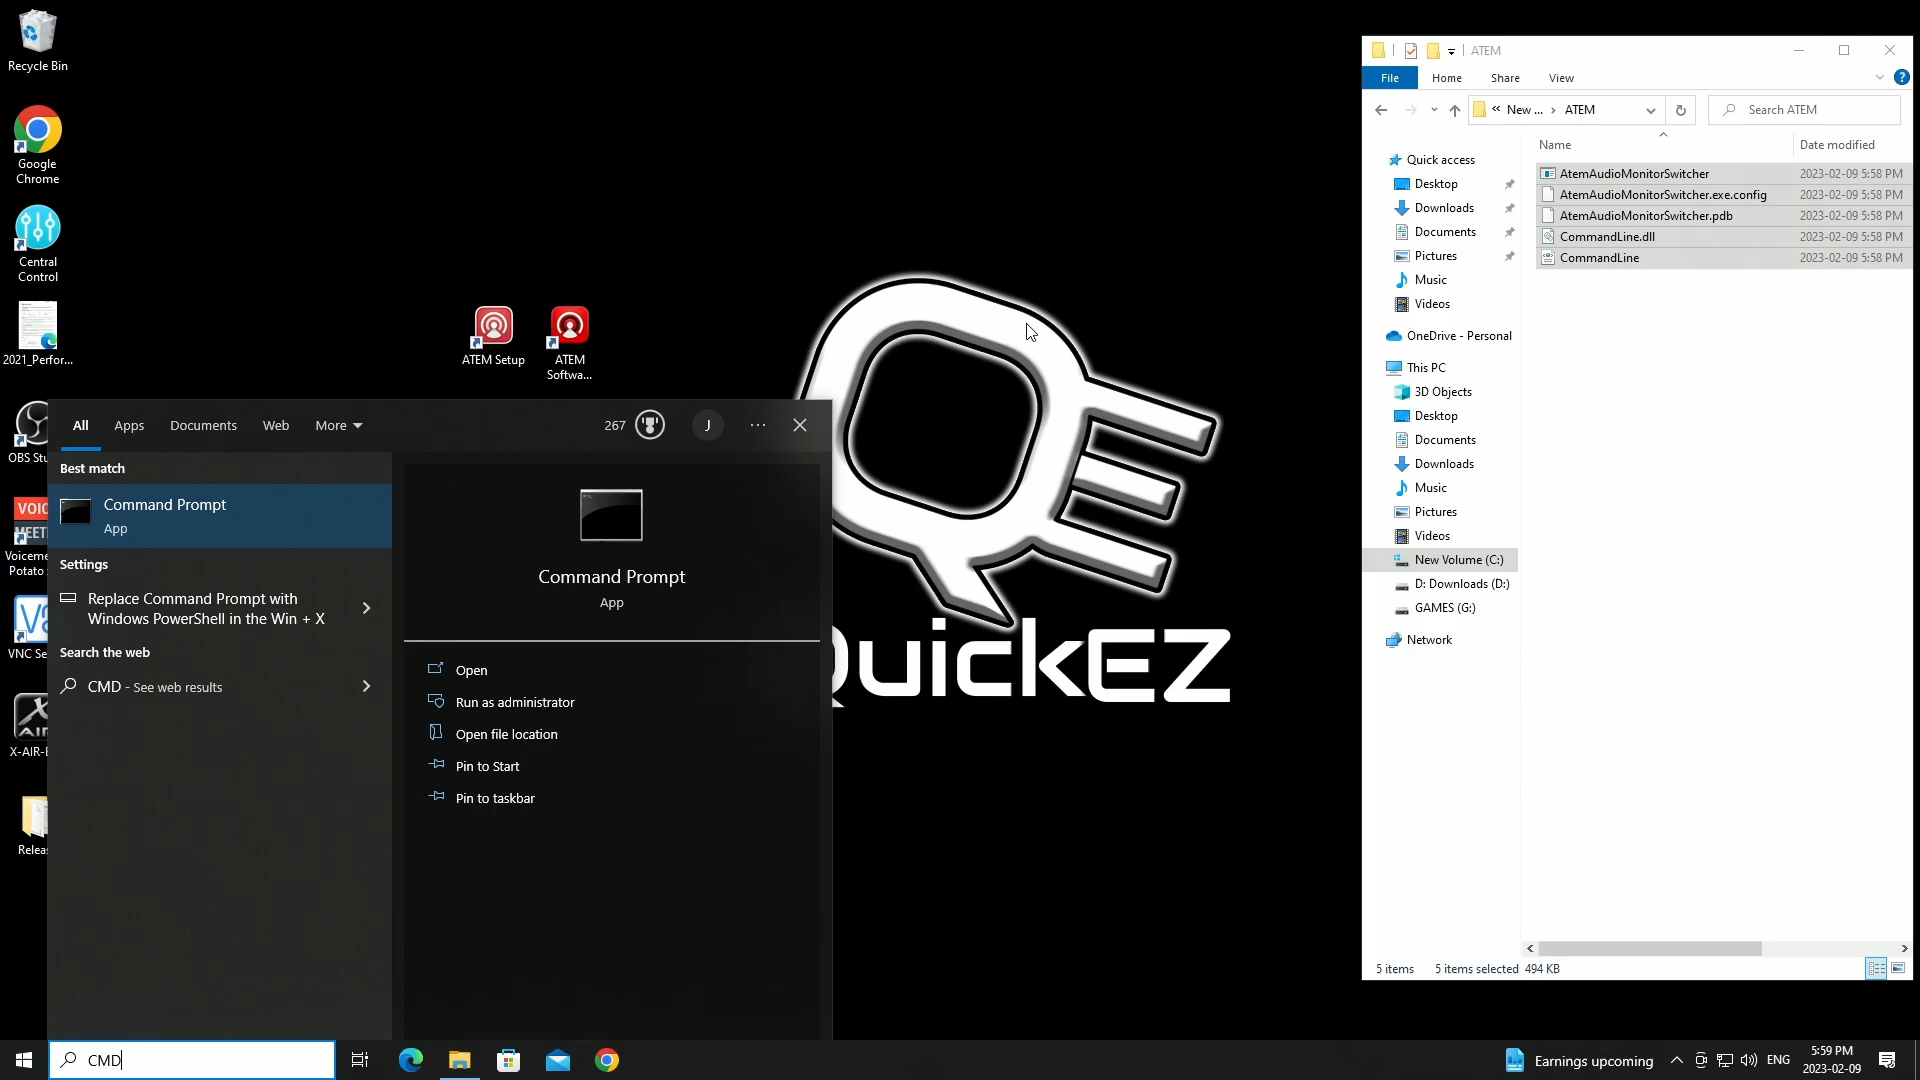 Recycle Bin
Google
Chrome
Central
Control
2021_Perfor...
OBS Stu
VOIC
MEET
Voiceme
Potato
VNC Se
X-AIR-E
Relea
ATEM Setup
ATEM
Softwa...
QuickEZ
All
Apps
Documents
Web
More
267
J
Best match
Command Prompt
App
Settings
Replace Command Prompt with
Windows PowerShell in the Win + X
Search the web
CMD - See web results
Command Prompt
App
Open
Run as administrator
Open file location
Pin to Start
Pin to taskbar
CMD
ATEM
File
Home
Share
View
« New ... › ATEM
Search ATEM
Name
Date modified
AtemAudioMonitorSwitcher
2023-02-09 5:58 PM
AtemAudioMonitorSwitcher.exe.config
2023-02-09 5:58 PM
AtemAudioMonitorSwitcher.pdb
2023-02-09 5:58 PM
CommandLine.dll
2023-02-09 5:58 PM
CommandLine
2023-02-09 5:58 PM
Quick access
Desktop
Downloads
Documents
Pictures
Music
Videos
OneDrive - Personal
This PC
3D Objects
Desktop
Documents
Downloads
Music
Pictures
Videos
New Volume (C:)
D: Downloads (D:)
GAMES (G:)
Network
5 items
5 items selected 494 KB
Earnings upcoming
ENG
5:59 PM
2023-02-09